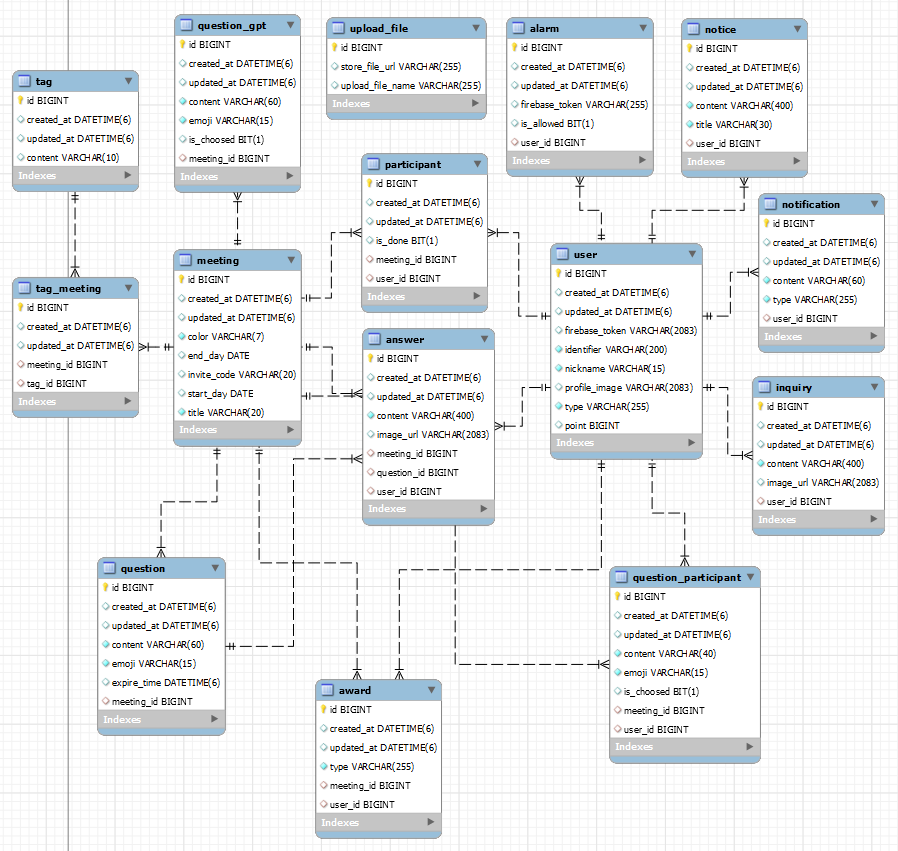 question_gpt
id BIGINT
created_at DATETIME(6)
updated_at DATETIME(6)
content VARCHAR(60)
emoji VARCHAR(15)
is_choosed BIT(1)
meeting_id BIGINT
Indexes
upload_file
id BIGINT
store_file_url VARCHAR(255)
upload_file_name VARCHAR(255)
Indexes
alarm
id BIGINT
created_at DATETIME(6)
updated_at DATETIME(6)
firebase_token VARCHAR(255)
is_allowed BIT(1)
user_id BIGINT
Indexes
notice
id BIGINT
created_at DATETIME(6)
updated_at DATETIME(6)
content VARCHAR(400)
title VARCHAR(30)
user_id BIGINT
Indexes
tag
id BIGINT
created_at DATETIME(6)
updated_at DATETIME(6)
content VARCHAR(10)
Indexes
participant
id BIGINT
created_at DATETIME(6)
updated_at DATETIME(6)
is_done BIT(1)
meeting_id BIGINT
user_id BIGINT
Indexes
notification
id BIGINT
created_at DATETIME(6)
updated_at DATETIME(6)
content VARCHAR(60)
type VARCHAR(255)
user_id BIGINT
Indexes
meeting
id BIGINT
created_at DATETIME(6)
updated_at DATETIME(6)
color VARCHAR(7)
end_day DATE
invite_code VARCHAR(20)
start_day DATE
title VARCHAR(20)
Indexes
user
id BIGINT
created_at DATETIME(6)
updated_at DATETIME(6)
firebase_token VARCHAR(2083)
identifier VARCHAR(200)
nickname VARCHAR(15)
profile_image VARCHAR(2083)
type VARCHAR(255)
point BIGINT
Indexes
tag_meeting
id BIGINT
created_at DATETIME(6)
updated_at DATETIME(6)
meeting_id BIGINT
tag_id BIGINT
Indexes
answer
id BIGINT
created_at DATETIME(6)
updated_at DATETIME(6)
content VARCHAR(400)
image_url VARCHAR(2083)
meeting_id BIGINT
question_id BIGINT
user_id BIGINT
Indexes
inquiry
id BIGINT
created_at DATETIME(6)
updated_at DATETIME(6)
content VARCHAR(400)
image_url VARCHAR(2083)
user_id BIGINT
Indexes
question
id BIGINT
created_at DATETIME(6)
updated_at DATETIME(6)
content VARCHAR(60)
emoji VARCHAR(15)
expire_time DATETIME(6)
meeting_id BIGINT
Indexes
question_participant
id BIGINT
created_at DATETIME(6)
updated_at DATETIME(6)
content VARCHAR(40)
emoji VARCHAR(15)
is_choosed BIT(1)
meeting_id BIGINT
user_id BIGINT
Indexes
award
id BIGINT
created_at DATETIME(6)
updated_at DATETIME(6)
type VARCHAR(255)
meeting_id BIGINT
user_id BIGINT
Indexes